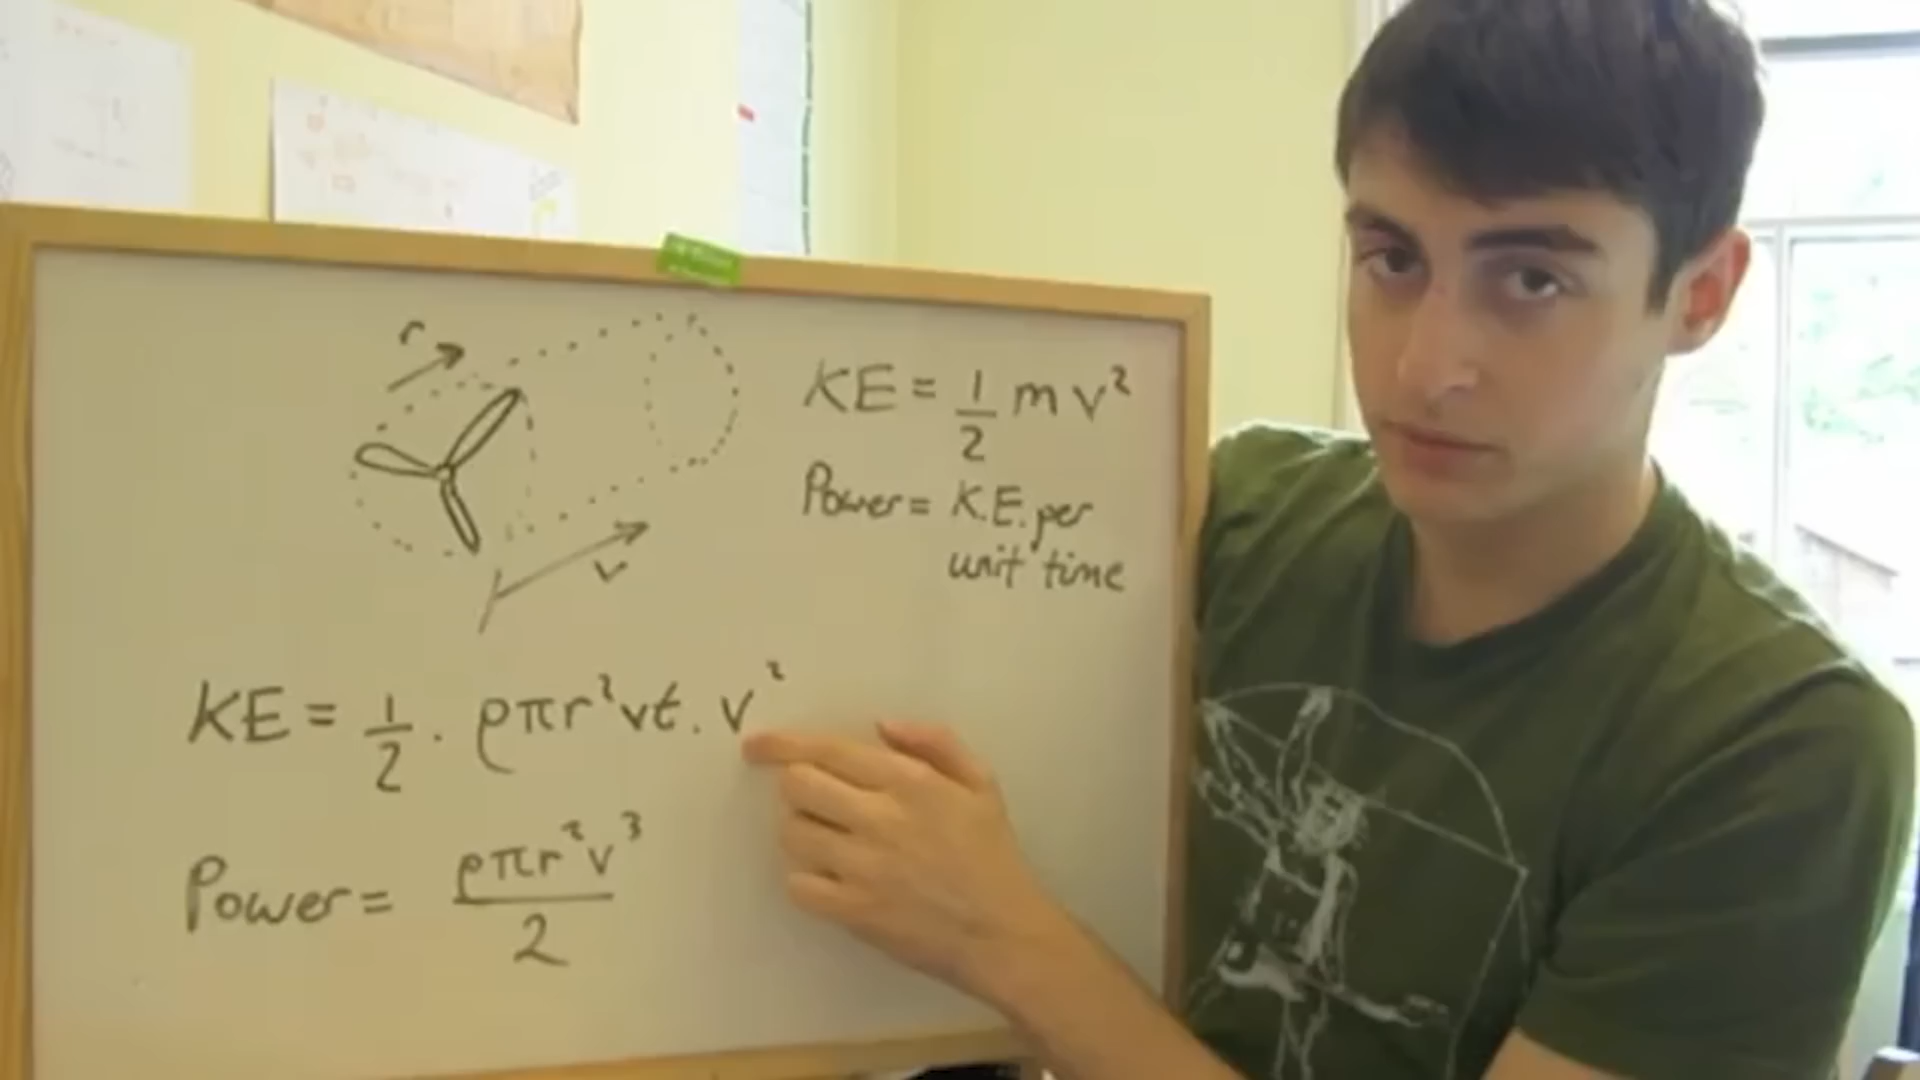 r
v
KE = 1/2 m v²
Power = K.E. per
unit time
KE = 1/2 . ρπr²vt . v²
Power = ρπr²v³/2